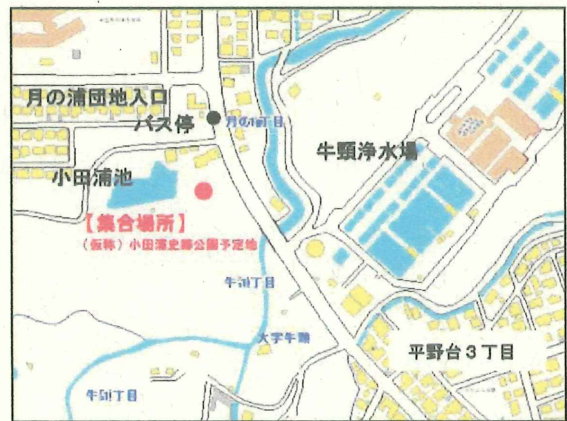 月の浦団地入口
バス停
小田浦池
牛頸浄水場
【集合場所】
（仮称）小田浦史跡公園予定地
大字牛頸
平野台３丁目